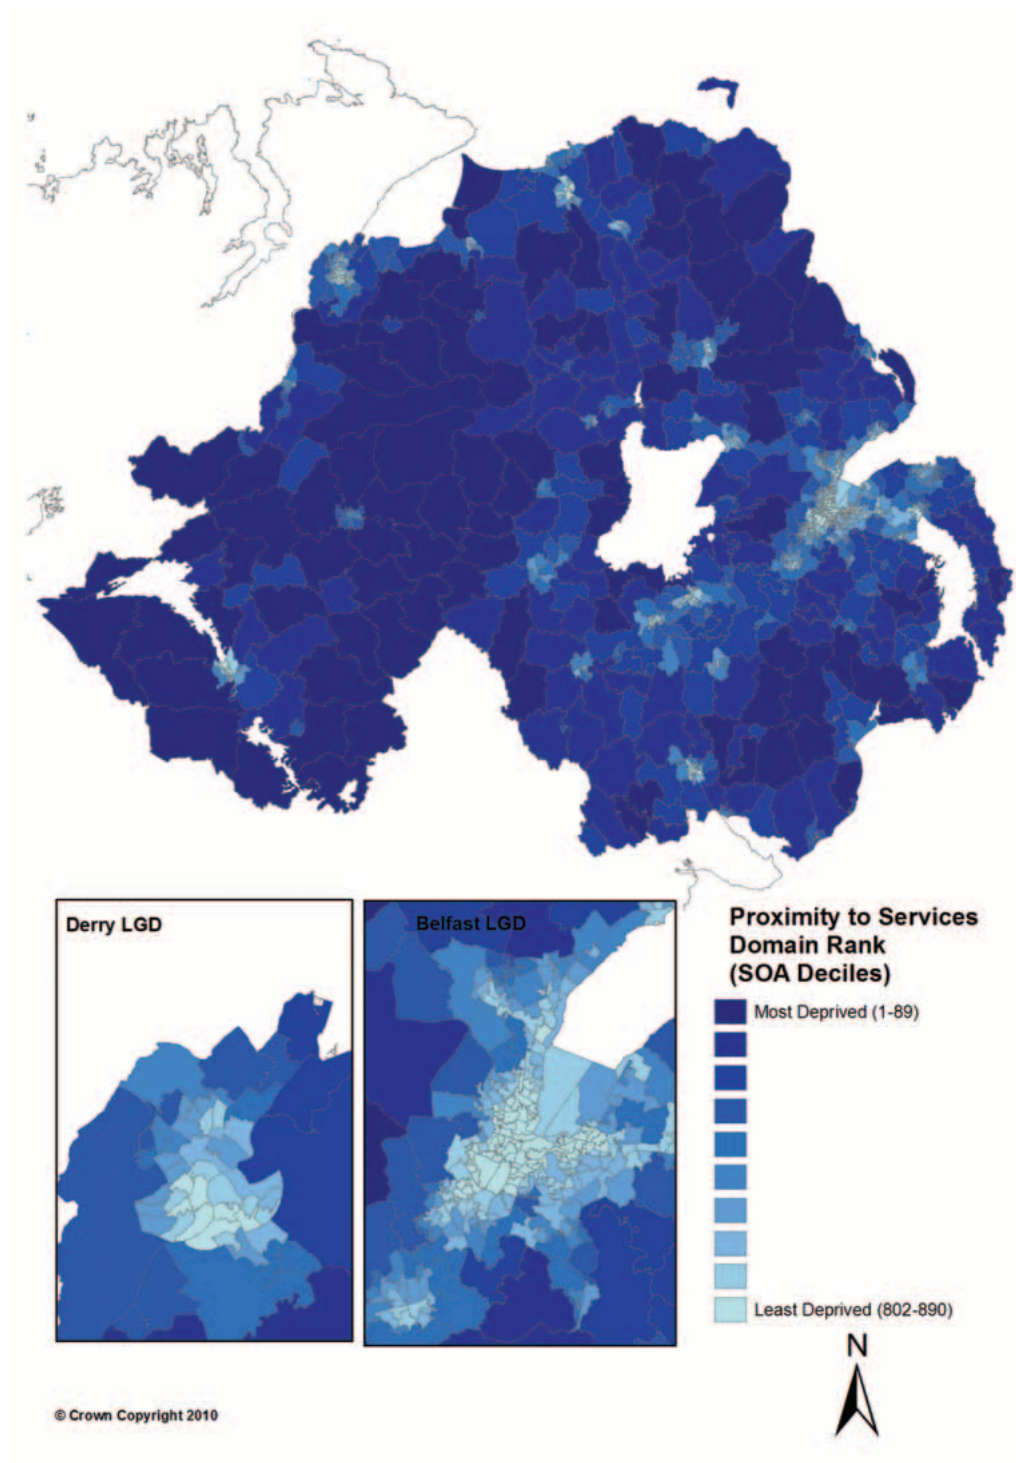 Derry LGD
Belfast LGD
Proximity to Services
Domain Rank
(SOA Deciles)
Most Deprived (1-89)
Least Deprived (802-890)
N
© Crown Copyright 2010